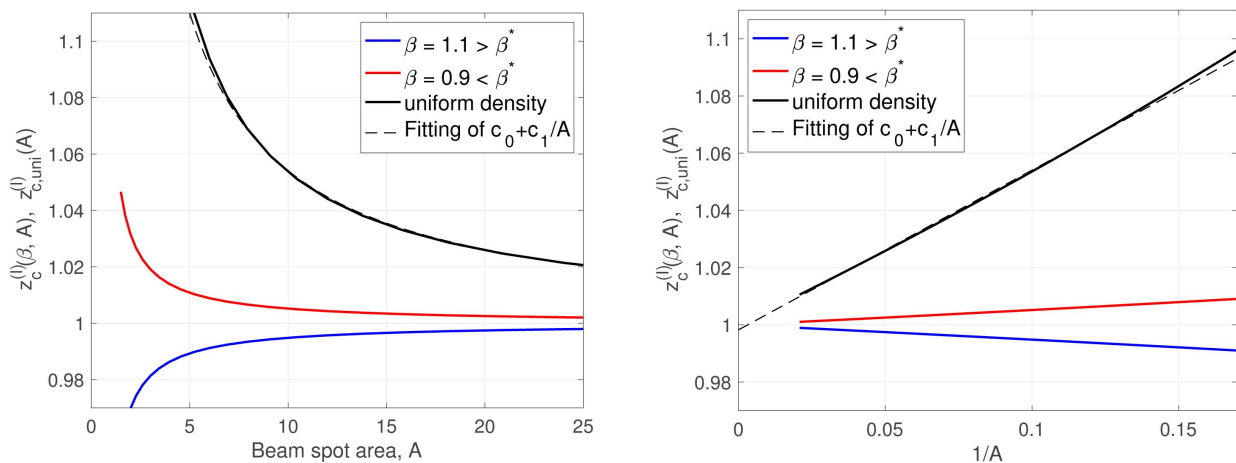 z_c^(I)(β, A), z_c,uni^(I)(A)
1.1
1.08
1.06
1.04
1.02
1
0.98
β = 1.1 > β*
β = 0.9 < β*
uniform density
Fitting of c_0+c_1/A
0
5
10
15
20
25
Beam spot area, A
z_c^(I)(β, A), z_c,uni^(I)(A)
1.1
1.08
1.06
1.04
1.02
1
0.98
β = 1.1 > β*
β = 0.9 < β*
uniform density
Fitting of c_0+c_1/A
0
0.05
0.1
0.15
1/A